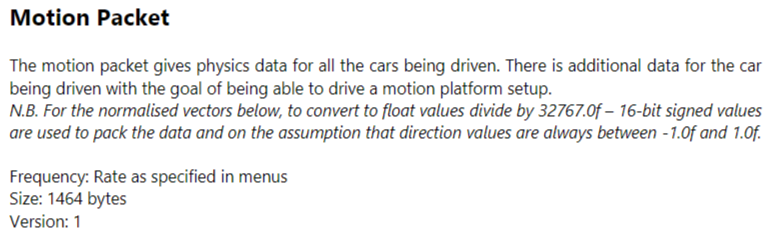 Motion Packet
The motion packet gives physics data for all the cars being driven. There is additional data for the car
being driven with the goal of being able to drive a motion platform setup.
N.B. For the normalised vectors below, to convert to float values divide by 32767.0f – 16-bit signed values
are used to pack the data and on the assumption that direction values are always between -1.0f and 1.0f.
Frequency: Rate as specified in menus
Size: 1464 bytes
Version: 1